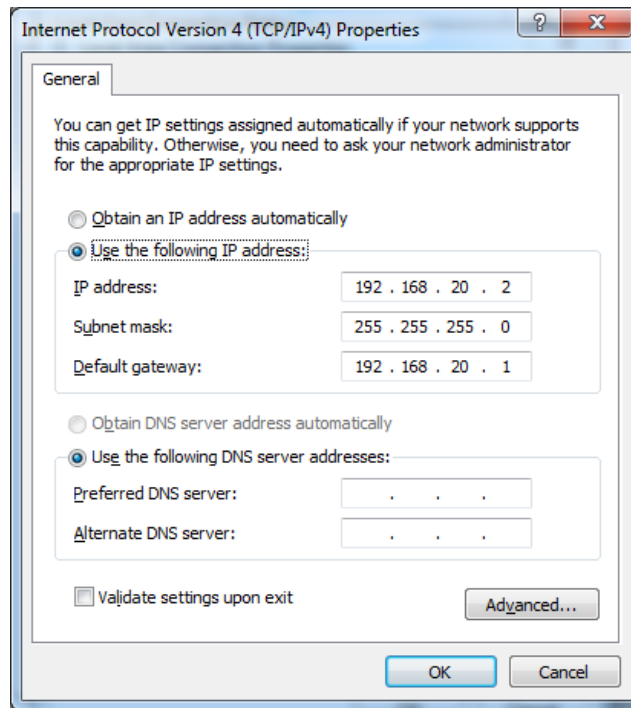 Internet Protocol Version 4 (TCP/IPv4) Properties
?
X
General
You can get IP settings assigned automatically if your network supports
this capability. Otherwise, you need to ask your network administrator
for the appropriate IP settings.
Obtain an IP address automatically
Use the following IP address:
IP address: 192 . 168 . 20 . 2
Subnet mask: 255 . 255 . 255 . 0
Default gateway: 192 . 168 . 20 . 1
Obtain DNS server address automatically
Use the following DNS server addresses:
Preferred DNS server: . . .
Alternate DNS server: . . .
Validate settings upon exit
Advanced...
OK
Cancel